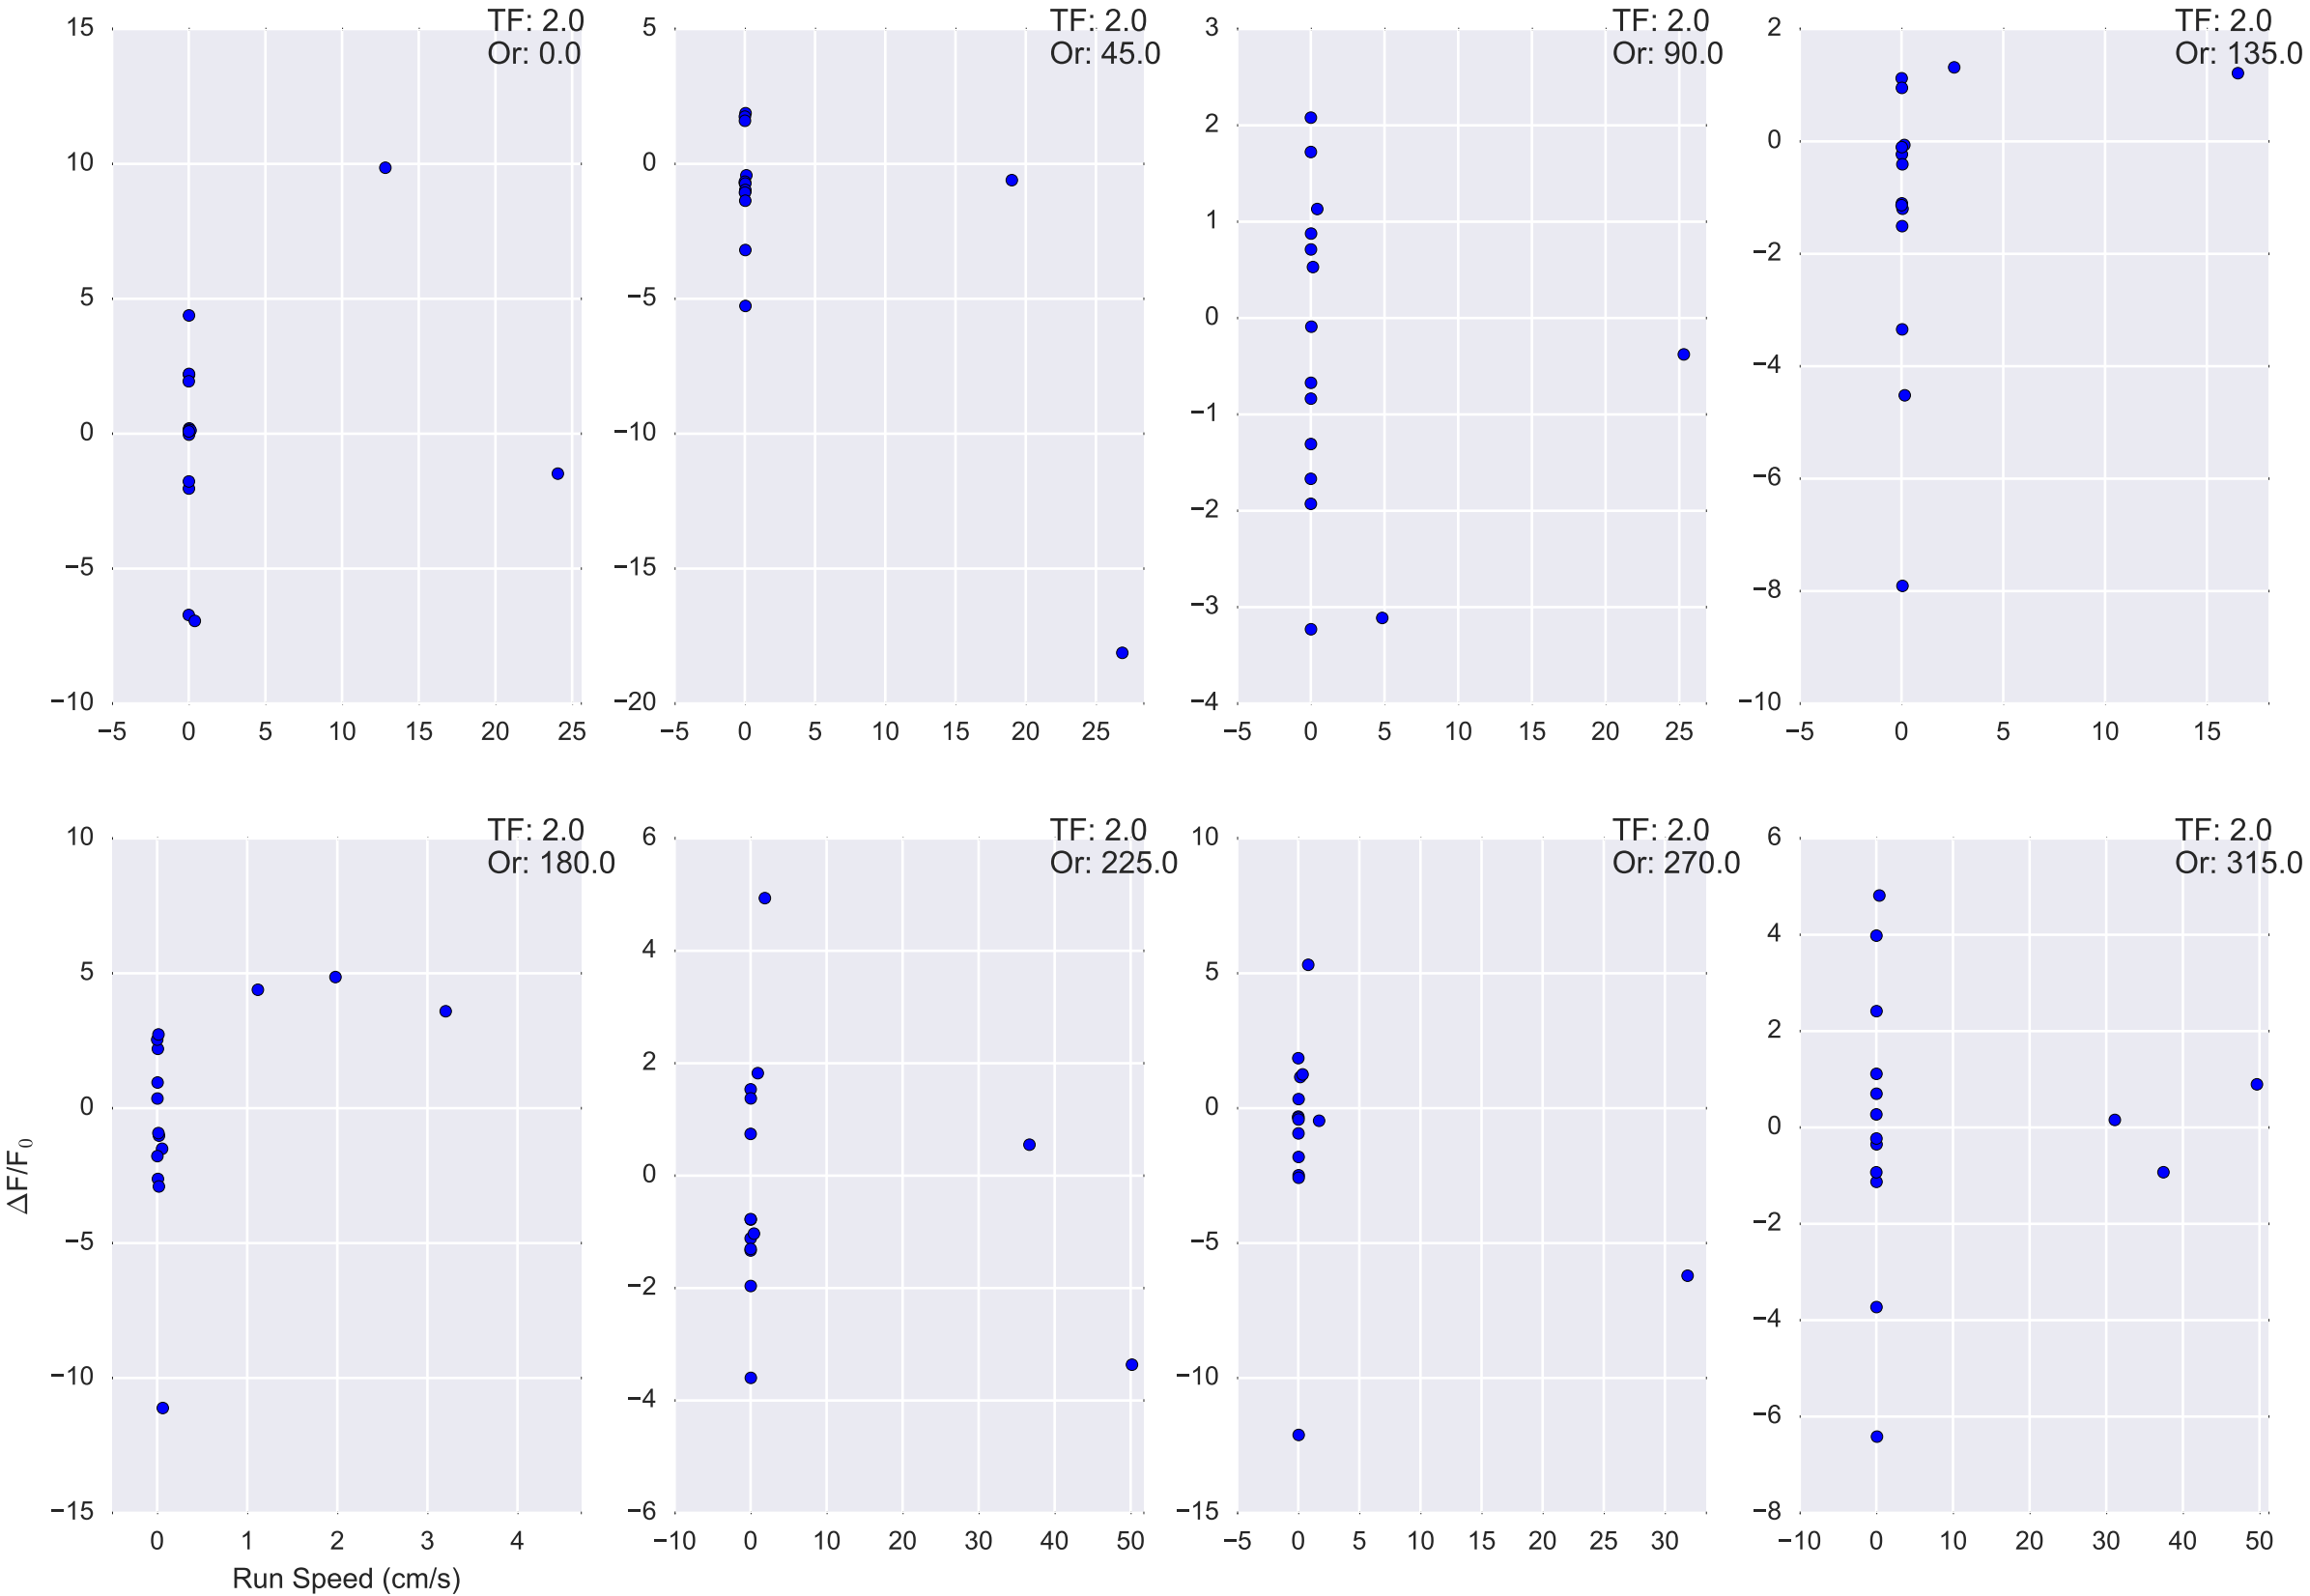 TF: 2.0
Or: 0.0
15
10
5
0
−5
−10
−5 0 5 10 15 20 25
TF: 2.0
Or: 45.0
5
0
−5
−10
−15
−20
−5 0 5 10 15 20 25
TF: 2.0
Or: 90.0
3
2
1
0
−1
−2
−3
−4
−5 0 5 10 15 20 25
TF: 2.0
Or: 135.0
2
0
−2
−4
−6
−8
−10
−5 0 5 10 15
TF: 2.0
Or: 180.0
10
5
0
−5
−10
−15
0 1 2 3 4
ΔF/F₀
Run Speed (cm/s)
TF: 2.0
Or: 225.0
6
4
2
0
−2
−4
−6
−10 0 10 20 30 40 50
TF: 2.0
Or: 270.0
10
5
0
−5
−10
−15
−5 0 5 10 15 20 25 30
TF: 2.0
Or: 315.0
6
4
2
0
−2
−4
−6
−8
−10 0 10 20 30 40 50